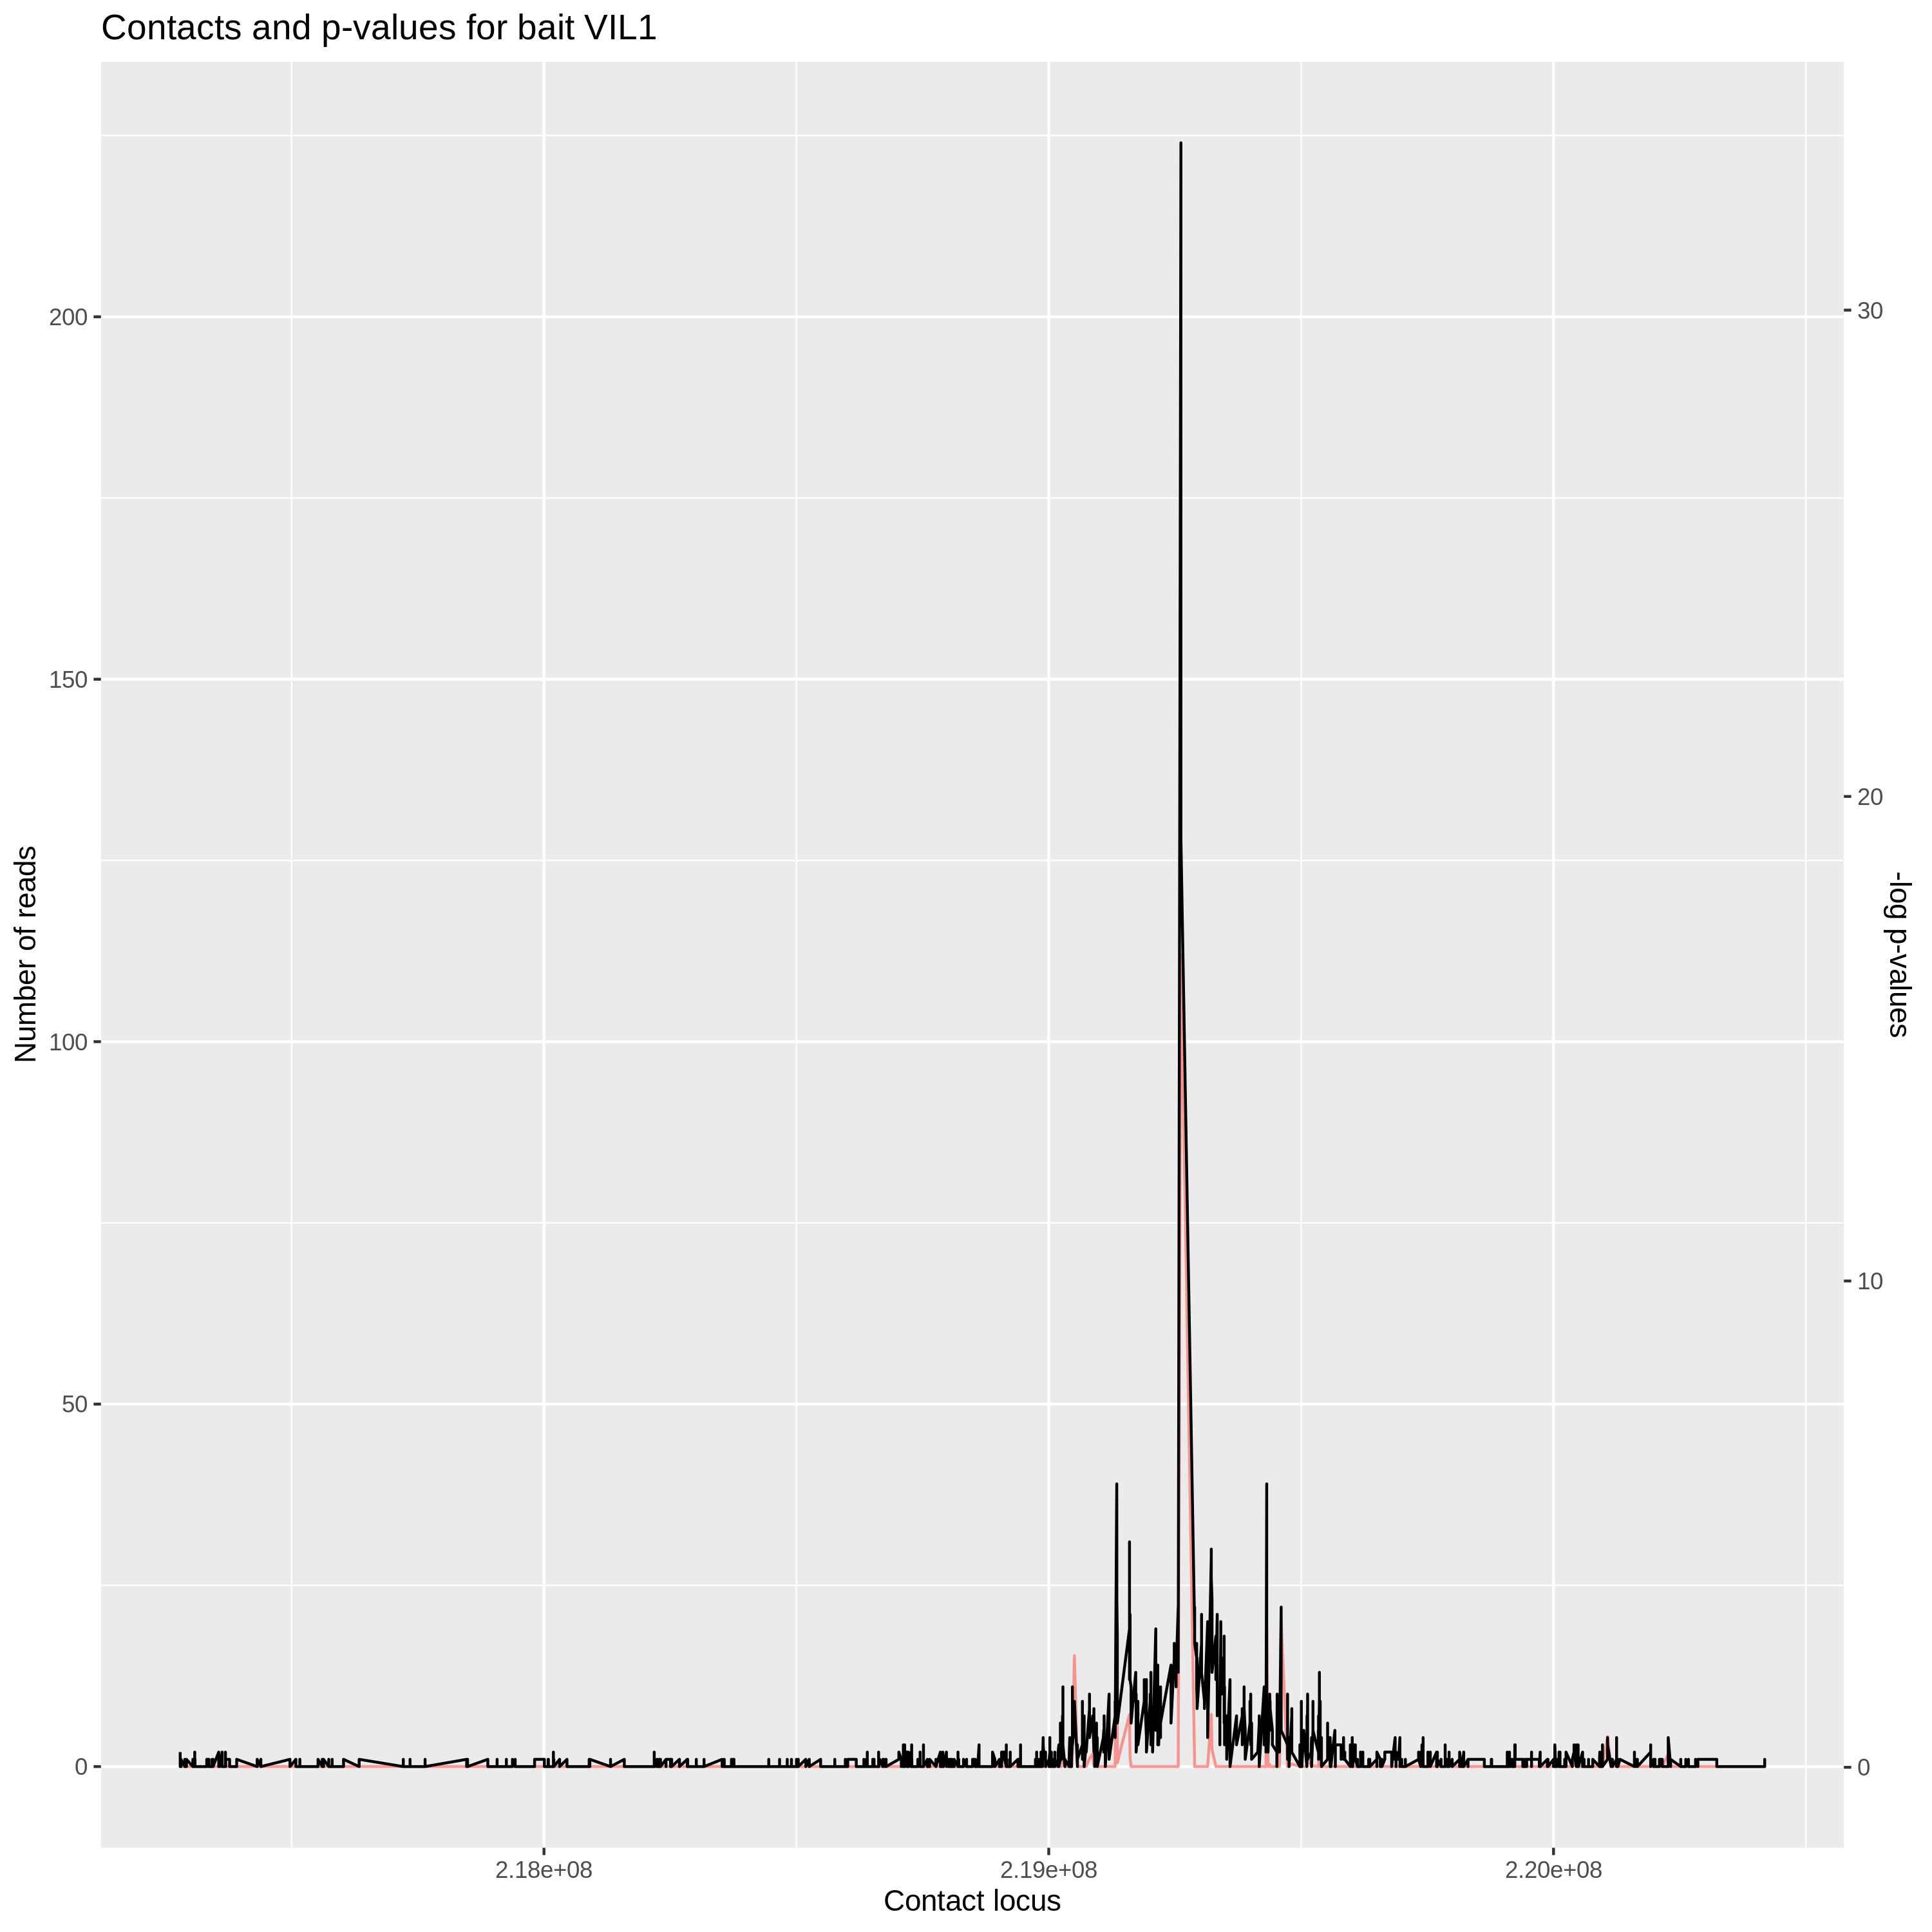 Contacts and p-values for bait VIL1
200
150
100
50
0
30
20
10
0
Number of reads
-log p-values
2.18e+08
2.19e+08
2.20e+08
Contact locus